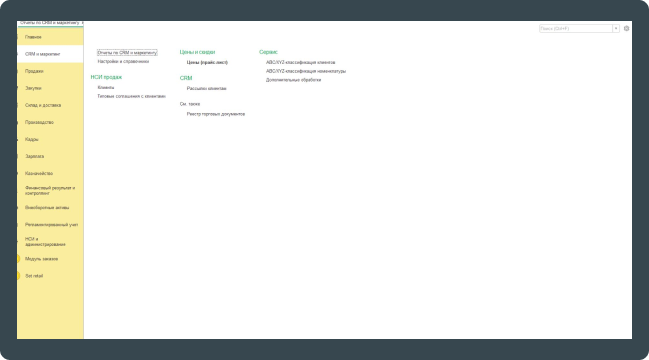 Отчеты по CRM и маркетингу
Поиск (Ctrl+F)
Главное
CRM и маркетинг
Продажи
Закупки
Склад и доставка
Производство
Кадры
Зарплата
Казначейство
Финансовый результат и
контроллинг
Внеоборотные активы
Регламентированный учет
НСИ и
администрирование
Модуль заказов
Set retail
Отчеты по CRM и маркетингу
Настройки и справочники
НСИ продаж
Клиенты
Типовые соглашения с клиентами
Цены и скидки
Цены (прайс лист)
CRM
Рассылки клиентам
См. также
Реестр торговых документов
Сервис
ABC/XYZ-классификация клиентов
ABC/XYZ-классификация номенклатуры
Дополнительные обработки